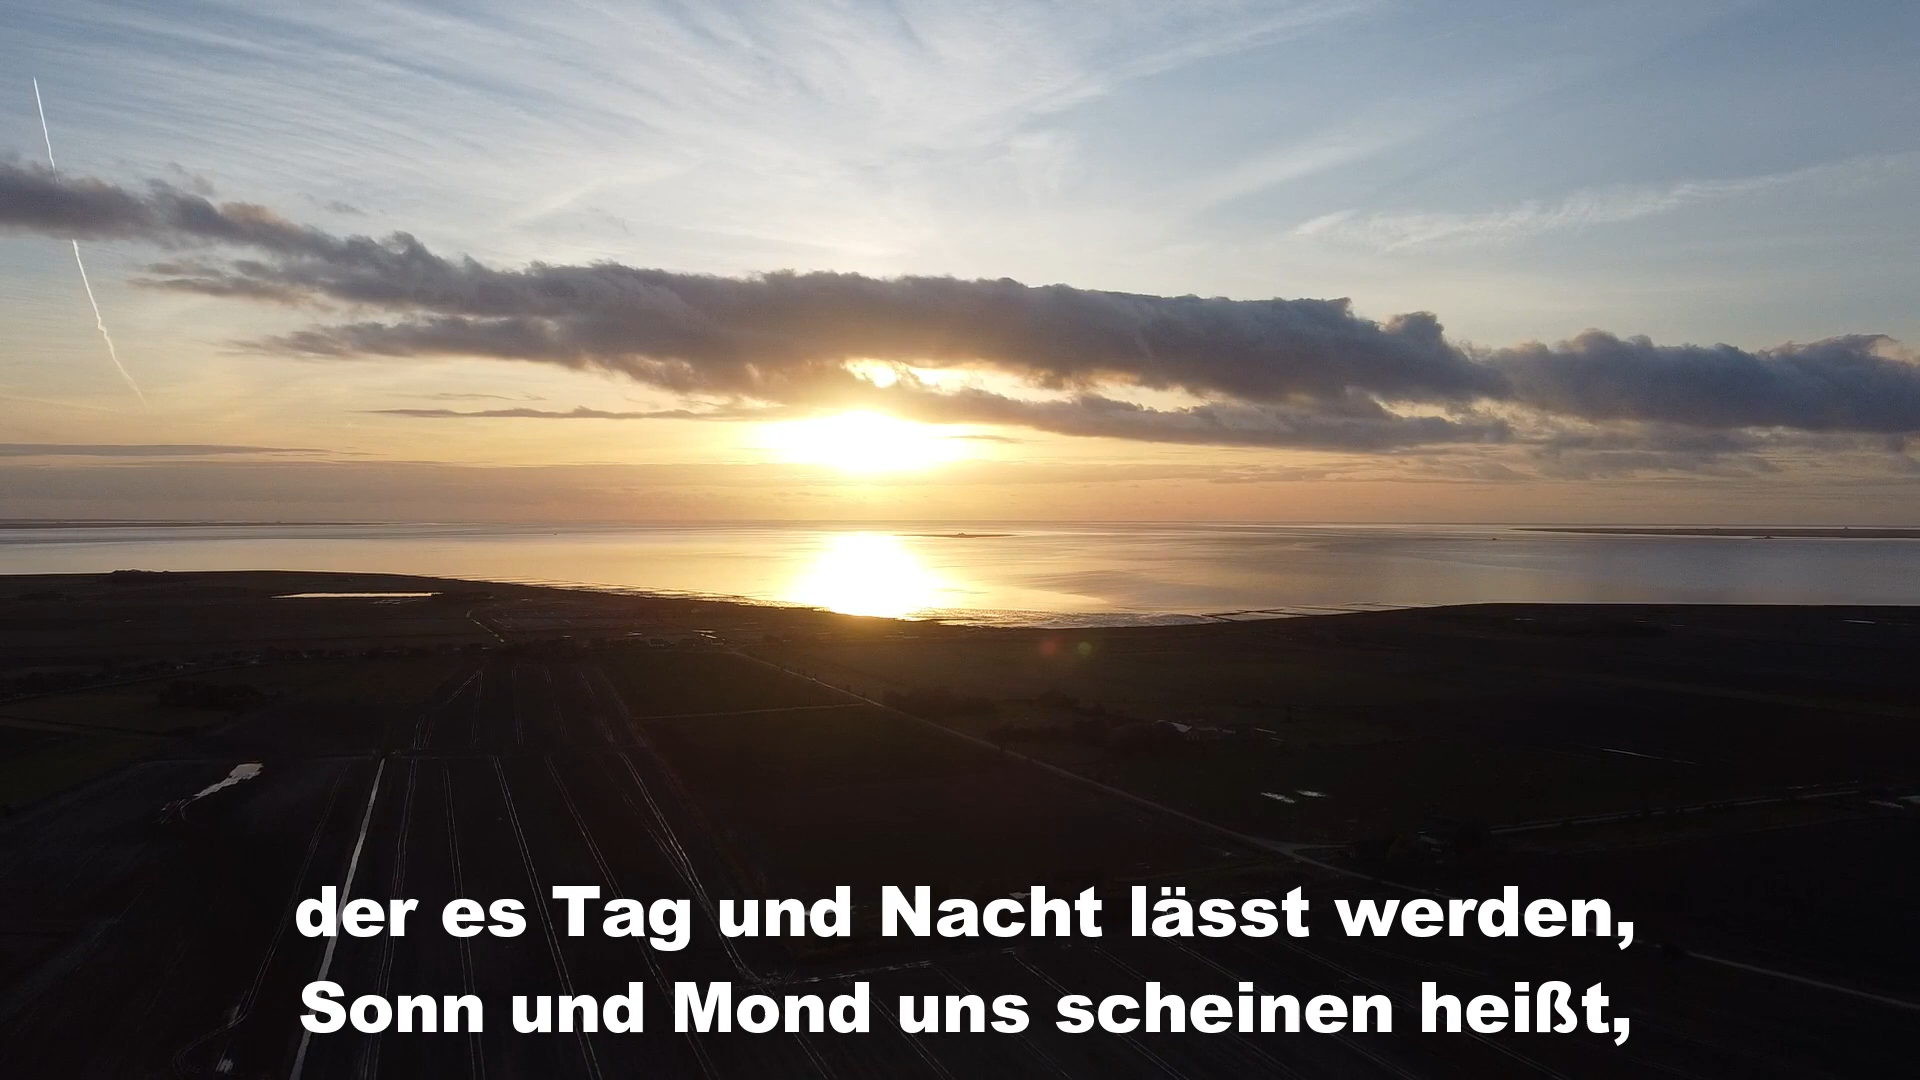 der es Tag und Nacht lässt werden,
Sonn und Mond uns scheinen heißt,